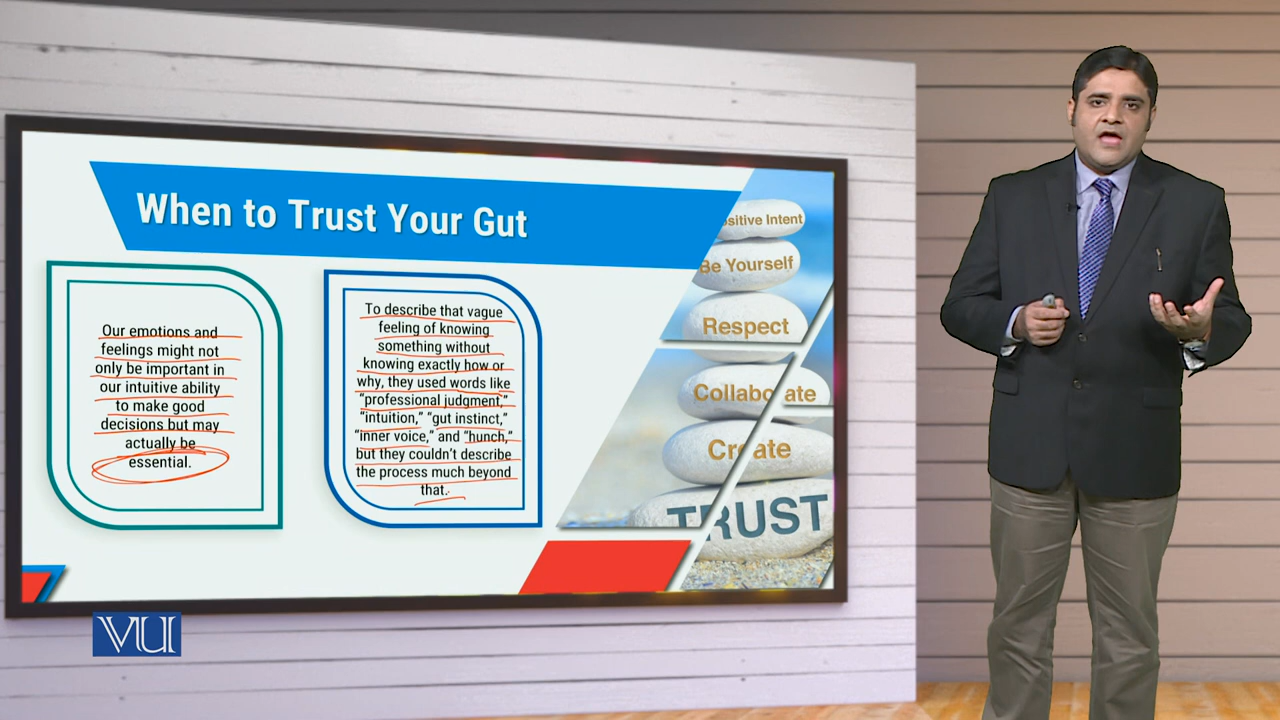 When to Trust Your Gut
Our emotions and
feelings might not
only be important in
our intuitive ability
to make good
decisions but may
actually be
essential.
To describe that vague
feeling of knowing
something without
knowing exactly how or
why, they used words like
“professional judgment,”
“intuition,” “gut instinct,”
“inner voice,” and “hunch,”
but they couldn’t describe
the process much beyond
that.
sitive Intent
Be Yourself
Respect
Collaborate
Create
TRUST
VU